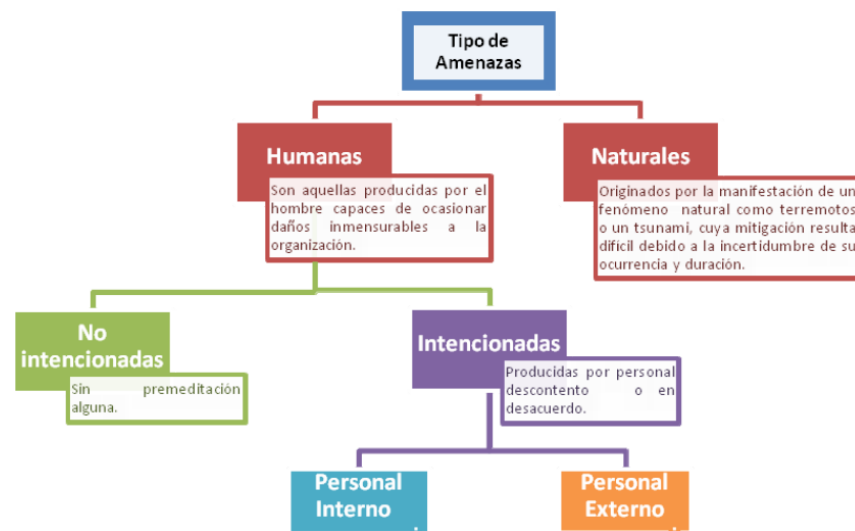 Tipo de
Amenazas
Humanas
Son aquellas producidas por el
hombre capaces de ocasionar
daños inmensurables a la
organización.
Naturales
Originados por la manifestación de un
fenómeno natural como terremotos
o un tsunami, cuya mitigación resulta
difícil debido a la incertidumbre de su
ocurrencia y duración.
No
intencionadas
Sin premeditación
alguna.
Intencionadas
Producidas por personal
descontento o en
desacuerdo.
Personal
Interno
Personal
Externo